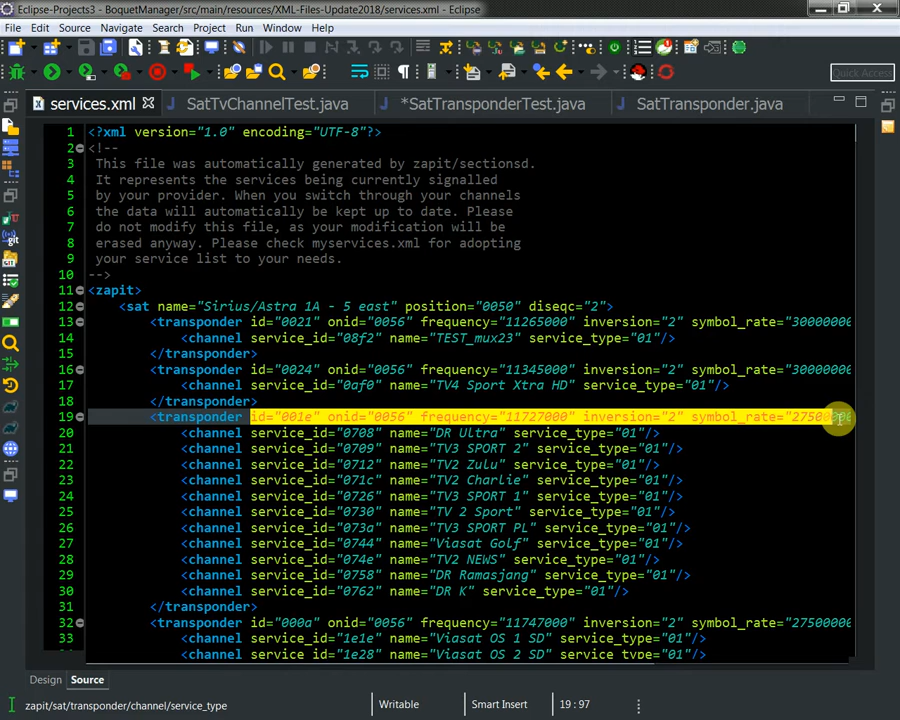 Eclipse-Projects3 - BoquetManager/src/main/resources/XML-Files-Update2018/services.xml - Eclipse
File Edit Source Navigate Search Project Run Window Help
Quick Access
services.xml SatTvChannelTest.java *SatTransponderTest.java SatTransponder.java
1 <?xml version="1.0" encoding="UTF-8"?>
2 <!--
3 This file was automatically generated by zapit/sectionsd.
4 It represents the services being currently signalled
5 by your provider. When you switch through your channels
6 the data will automatically be kept up to date. Please
7 do not modify this file, as your modification will be
8 erased anyway. Please check myservices.xml for adopting
9 your service list to your needs.
10 -->
11 <zapit>
12 <sat name="Sirius/Astra 1A - 5 east" position="0050" diseqc="2">
13 <transponder id="0021" onid="0056" frequency="11265000" inversion="2" symbol_rate="30000000
14 <channel service_id="08f2" name="TEST_mux23" service_type="01"/>
15 </transponder>
16 <transponder id="0024" onid="0056" frequency="11345000" inversion="2" symbol_rate="30000000
17 <channel service_id="0af0" name="TV4 Sport Xtra HD" service_type="01"/>
18 </transponder>
19 <transponder id="001e" onid="0056" frequency="11727000" inversion="2" symbol_rate="27500000
20 <channel service_id="0708" name="DR Ultra" service_type="01"/>
21 <channel service_id="0709" name="TV3 SPORT 2" service_type="01"/>
22 <channel service_id="0712" name="TV2 Zulu" service_type="01"/>
23 <channel service_id="071c" name="TV2 Charlie" service_type="01"/>
24 <channel service_id="0726" name="TV3 SPORT 1" service_type="01"/>
25 <channel service_id="0730" name="TV 2 Sport" service_type="01"/>
26 <channel service_id="073a" name="TV3 SPORT PL" service_type="01"/>
27 <channel service_id="0744" name="Viasat Golf" service_type="01"/>
28 <channel service_id="074e" name="TV2 NEWS" service_type="01"/>
29 <channel service_id="0758" name="DR Ramasjang" service_type="01"/>
30 <channel service_id="0762" name="DR K" service_type="01"/>
31 </transponder>
32 <transponder id="000a" onid="0056" frequency="11747000" inversion="2" symbol_rate="27500000
33 <channel service_id="1e1e" name="Viasat OS 1 SD" service_type="01"/>
<channel service_id="1e28" name="Viasat OS 2 SD" service_type="01"/>
Design Source
zapit/sat/transponder/channel/service_type Writable Smart Insert 19 : 97